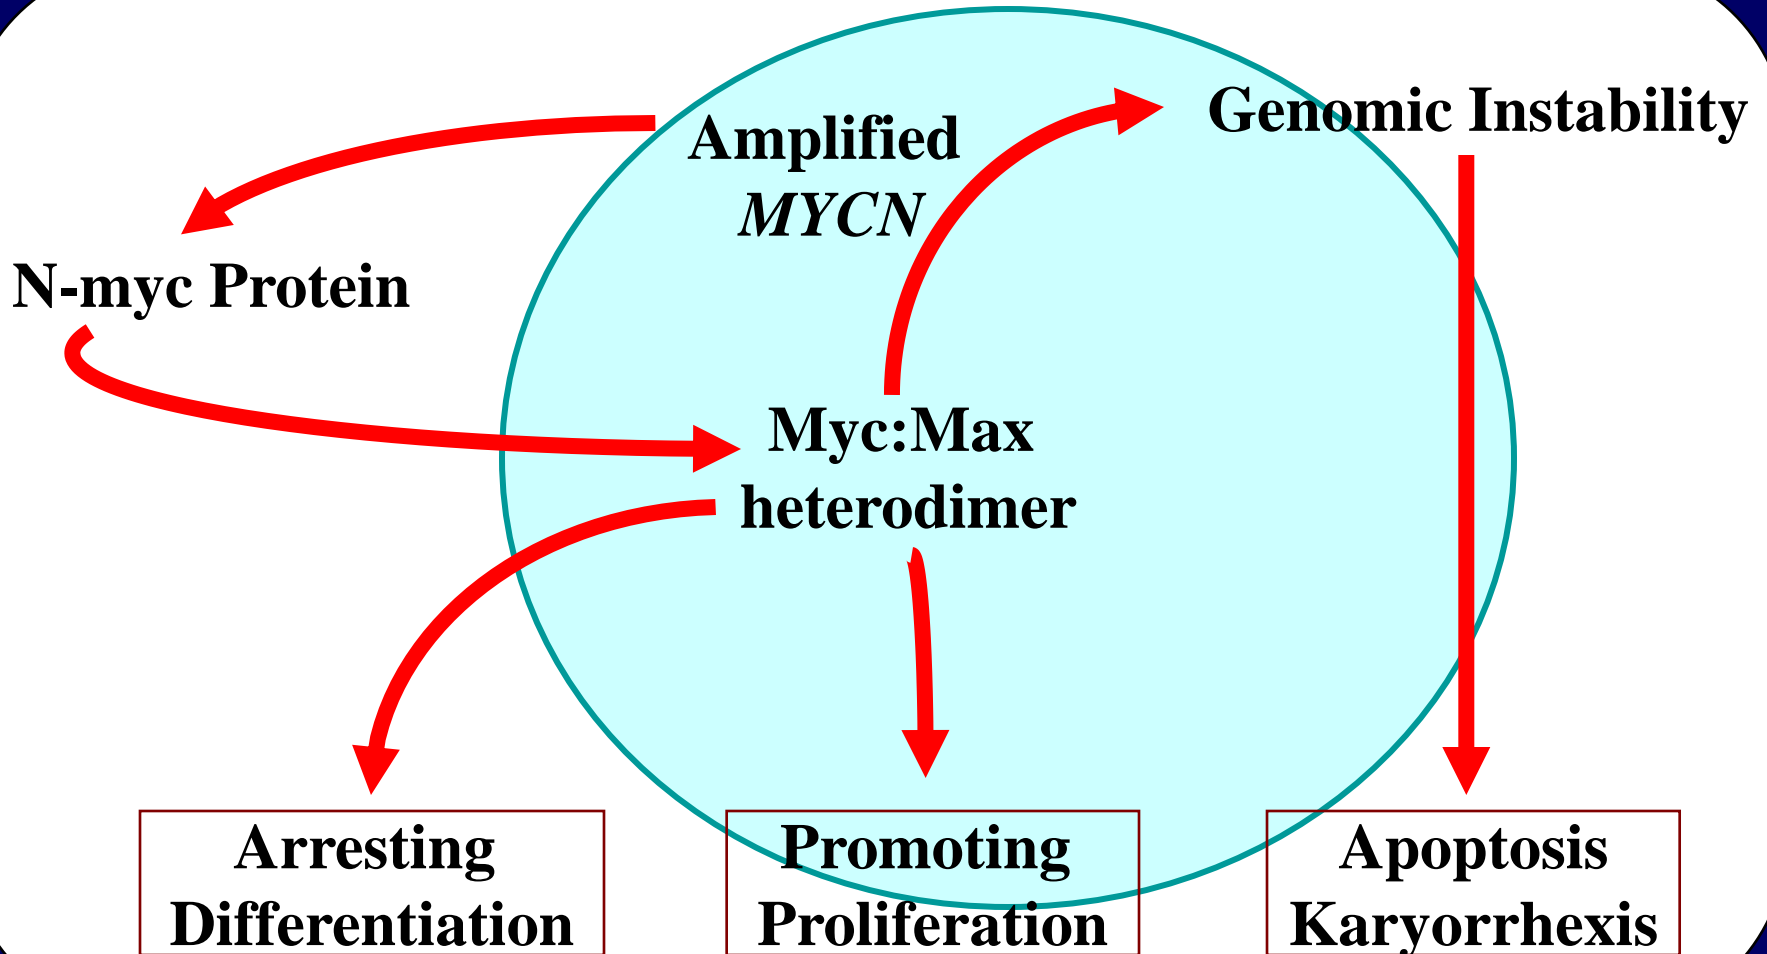 Amplified
MYCN
Genomic Instability
N-myc Protein
Myc:Max
heterodimer
Arresting
Differentiation
Promoting
Proliferation
Apoptosis
Karyorrhexis